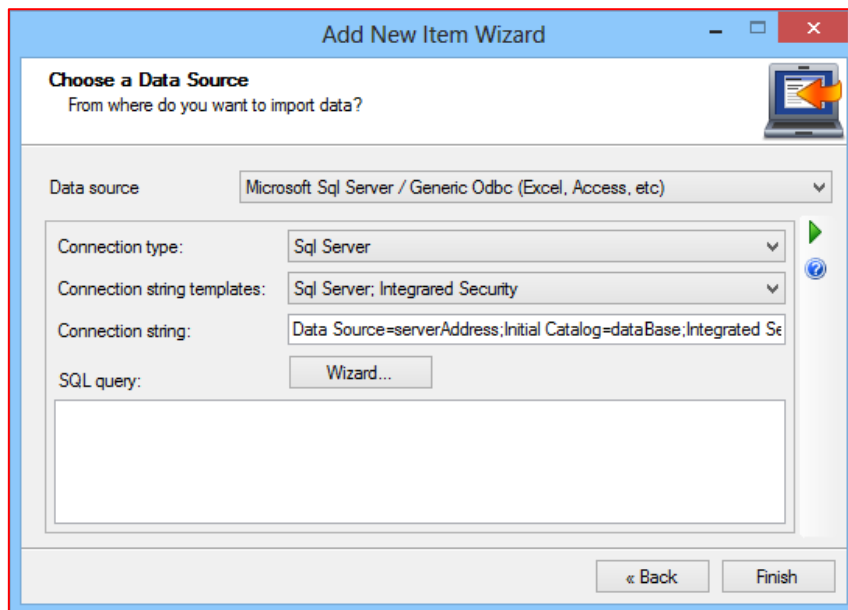 Add New Item Wizard
Choose a Data Source
From where do you want to import data?
Data source Microsoft Sql Server / Generic Odbc (Excel, Access, etc)
Connection type: Sql Server
Connection string templates: Sql Server; Integrared Security
Connection string: Data Source=serverAddress;Initial Catalog=dataBase;Integrated Se
SQL query: Wizard...
« Back Finish